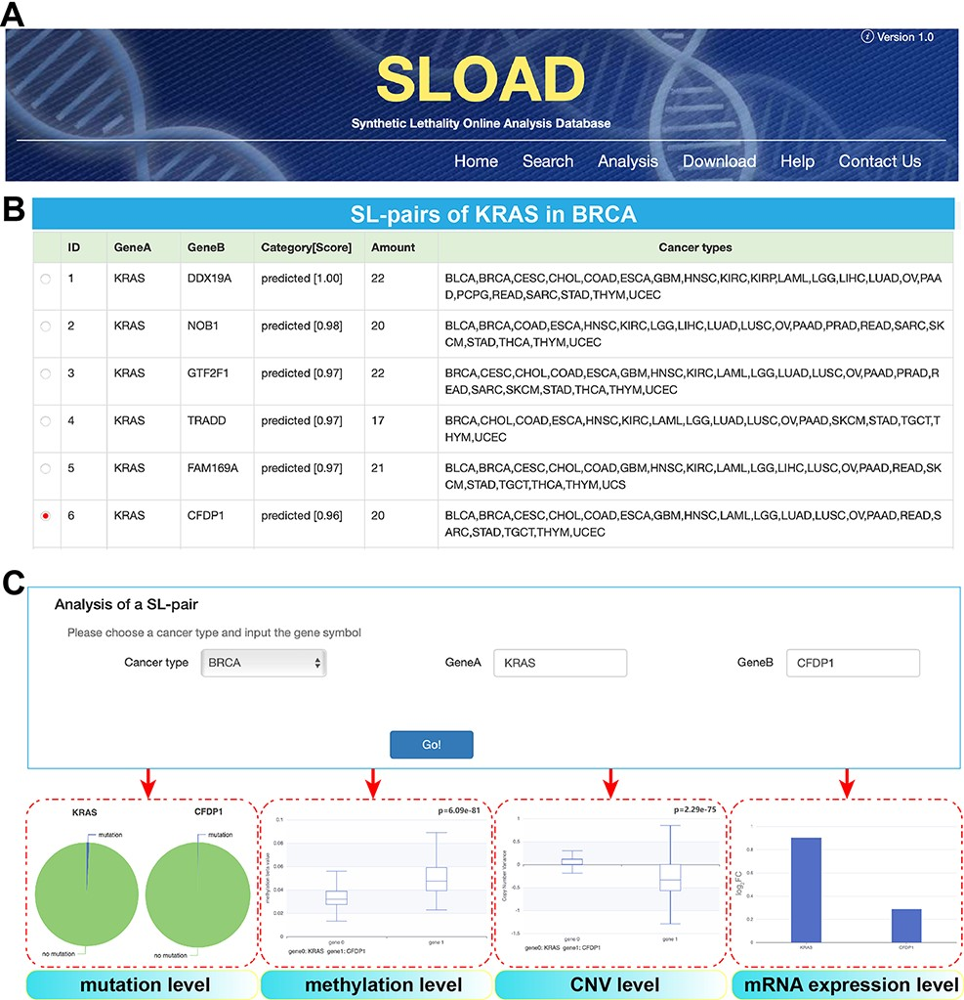 A
Version 1.0
SLOAD
Synthetic Lethality Online Analysis Database
Home Search Analysis Download Help Contact Us
B
SL-pairs of KRAS in BRCA
ID GeneA GeneB Category[Score] Amount Cancer types
1 KRAS DDX19A predicted [1.00] 22 BLCA,BRCA,CESC,CHOL,COAD,ESCA,GBM,HNSC,KIRC,KIRP,LAML,LGG,LIHC,LUAD,OV,PAA
D,PCPG,READ,SARC,STAD,THYM,UCEC
2 KRAS NOB1 predicted [0.98] 20 BLCA,BRCA,COAD,ESCA,HNSC,KIRC,LGG,LIHC,LUAD,LUSC,OV,PAAD,PRAD,READ,SARC,SK
CM,STAD,THCA,THYM,UCEC
3 KRAS GTF2F1 predicted [0.97] 22 BRCA,CESC,CHOL,COAD,ESCA,GBM,HNSC,KIRC,LAML,LGG,LUAD,LUSC,OV,PAAD,PRAD,R
EAD,SARC,SKCM,STAD,THCA,THYM,UCEC
4 KRAS TRADD predicted [0.97] 17 BRCA,CHOL,COAD,ESCA,HNSC,KIRC,LAML,LGG,LUAD,LUSC,OV,PAAD,SKCM,STAD,TGCT,T
HYM,UCEC
5 KRAS FAM169A predicted [0.97] 21 BLCA,BRCA,CESC,CHOL,COAD,GBM,HNSC,KIRC,LAML,LGG,LIHC,LUSC,OV,PAAD,READ,SK
CM,STAD,TGCT,THCA,THYM,UCS
6 KRAS CFDP1 predicted [0.96] 20 BLCA,BRCA,CESC,CHOL,COAD,ESCA,GBM,HNSC,LAML,LGG,LUAD,LUSC,OV,PAAD,READ,S
ARC,STAD,TGCT,THYM,UCEC
C
Analysis of a SL-pair
Please choose a cancer type and input the gene symbol
Cancer type BRCA GeneA KRAS GeneB CFDP1
Go!
KRAS CFDP1
mutation mutation
no mutation no mutation
mutation level
p=6.09e-81
methylation beta value
0.1
0.08
0.06
0.04
0.02
gene 0 gene 1
gene0: KRAS gene1: CFDP1
methylation level
p=2.29e-75
Copy Number Variance
1
0.5
0
-0.5
-1
-1.5
gene 0 gene 1
gene0: KRAS gene1: CFDP1
CNV level
log2FC
1
0.8
0.6
0.4
0.2
0
KRAS CFDP1
mRNA expression level